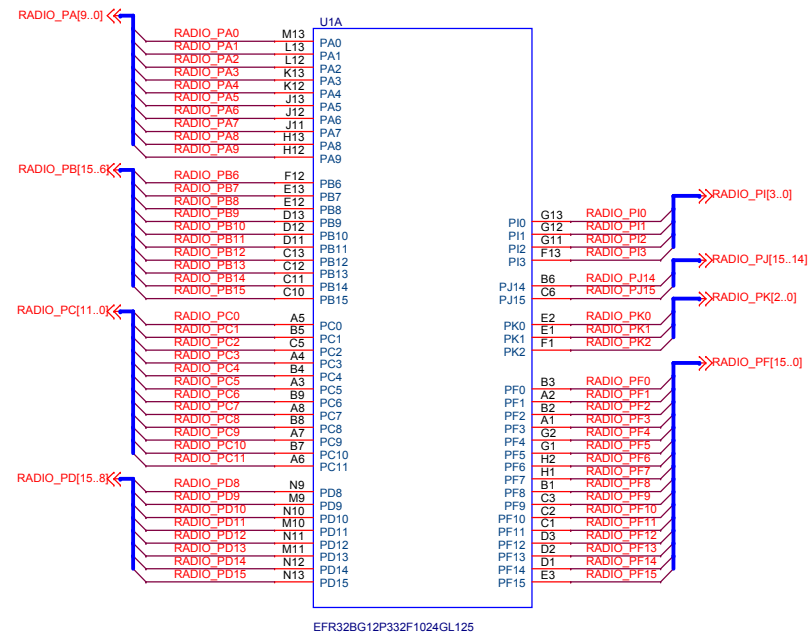 U1A
RADIO_PA[9..0]
RADIO_PA0 M13 PA0
RADIO_PA1 L13 PA1
RADIO_PA2 L12 PA2
RADIO_PA3 K13 PA3
RADIO_PA4 K12 PA4
RADIO_PA5 J13 PA5
RADIO_PA6 J12 PA6
RADIO_PA7 J11 PA7
RADIO_PA8 H13 PA8
RADIO_PA9 H12 PA9
RADIO_PB[15..6]
RADIO_PB6 F12 PB6
RADIO_PB7 E13 PB7
RADIO_PB8 E12 PB8
RADIO_PB9 D13 PB9
RADIO_PB10 D12 PB10
RADIO_PB11 D11 PB11
RADIO_PB12 C13 PB12
RADIO_PB13 C12 PB13
RADIO_PB14 C11 PB14
RADIO_PB15 C10 PB15
RADIO_PC[11..0]
RADIO_PC0 A5 PC0
RADIO_PC1 B5 PC1
RADIO_PC2 C5 PC2
RADIO_PC3 A4 PC3
RADIO_PC4 B4 PC4
RADIO_PC5 A3 PC5
RADIO_PC6 B9 PC6
RADIO_PC7 A8 PC7
RADIO_PC8 B8 PC8
RADIO_PC9 A7 PC9
RADIO_PC10 B7 PC10
RADIO_PC11 A6 PC11
RADIO_PD[15..8]
RADIO_PD8 N9 PD8
RADIO_PD9 M9 PD9
RADIO_PD10 N10 PD10
RADIO_PD11 M10 PD11
RADIO_PD12 N11 PD12
RADIO_PD13 M11 PD13
RADIO_PD14 N12 PD14
RADIO_PD15 N13 PD15
RADIO_PI[3..0]
PI0 G13 RADIO_PI0
PI1 G12 RADIO_PI1
PI2 G11 RADIO_PI2
PI3 F13 RADIO_PI3
RADIO_PJ[15..14]
PJ14 B6 RADIO_PJ14
PJ15 C6 RADIO_PJ15
RADIO_PK[2..0]
PK0 E2 RADIO_PK0
PK1 E1 RADIO_PK1
PK2 F1 RADIO_PK2
RADIO_PF[15..0]
PF0 B3 RADIO_PF0
PF1 A2 RADIO_PF1
PF2 B2 RADIO_PF2
PF3 A1 RADIO_PF3
PF4 G2 RADIO_PF4
PF5 G1 RADIO_PF5
PF6 H2 RADIO_PF6
PF7 H1 RADIO_PF7
PF8 B1 RADIO_PF8
PF9 C3 RADIO_PF9
PF10 C2 RADIO_PF10
PF11 C1 RADIO_PF11
PF12 D3 RADIO_PF12
PF13 D2 RADIO_PF13
PF14 D1 RADIO_PF14
PF15 E3 RADIO_PF15
EFR32BG12P332F1024GL125